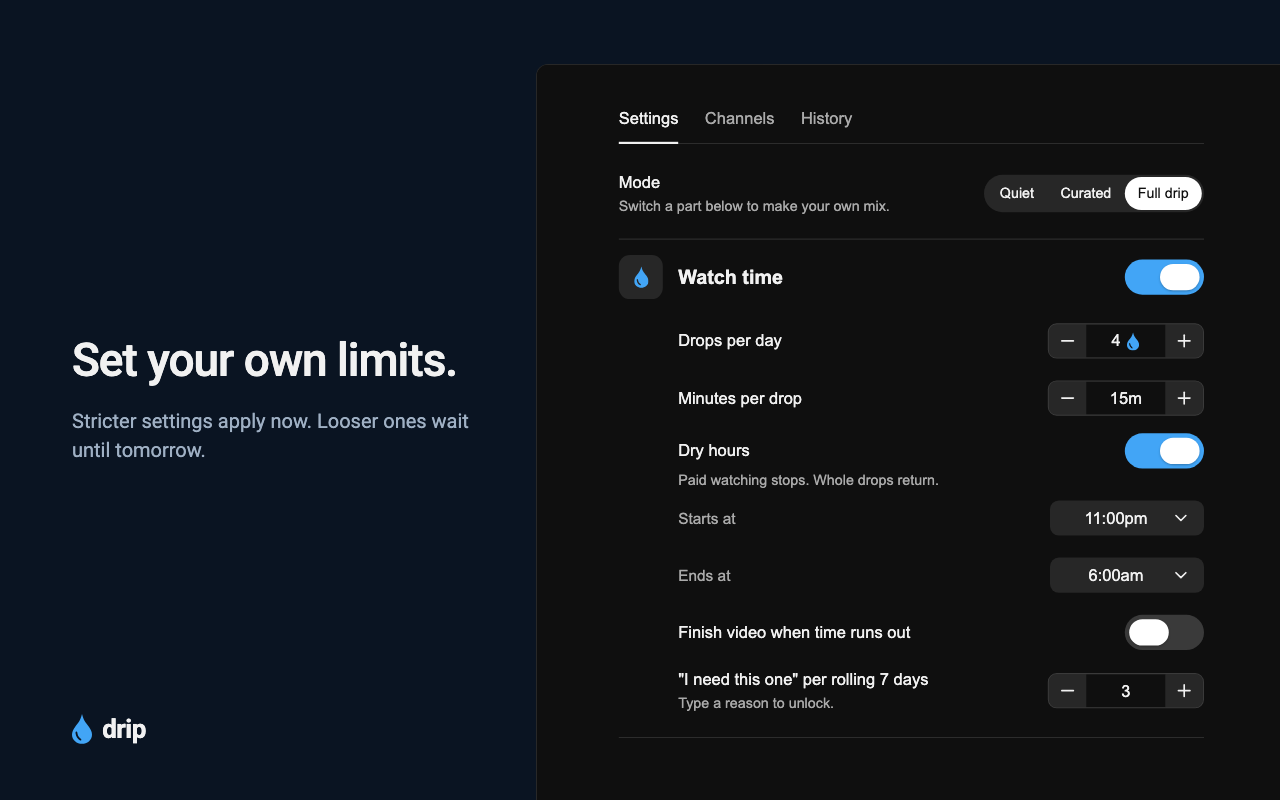 Settings Channels History
Mode
Switch a part below to make your own mix.
Quiet Curated Full drip
Watch time
Drops per day
4
Minutes per drop
15m
Dry hours
Paid watching stops. Whole drops return.
Starts at
11:00pm
Ends at
6:00am
Finish video when time runs out
"I need this one" per rolling 7 days
Type a reason to unlock.
3
Set your own limits.
Stricter settings apply now. Looser ones wait
until tomorrow.
drip